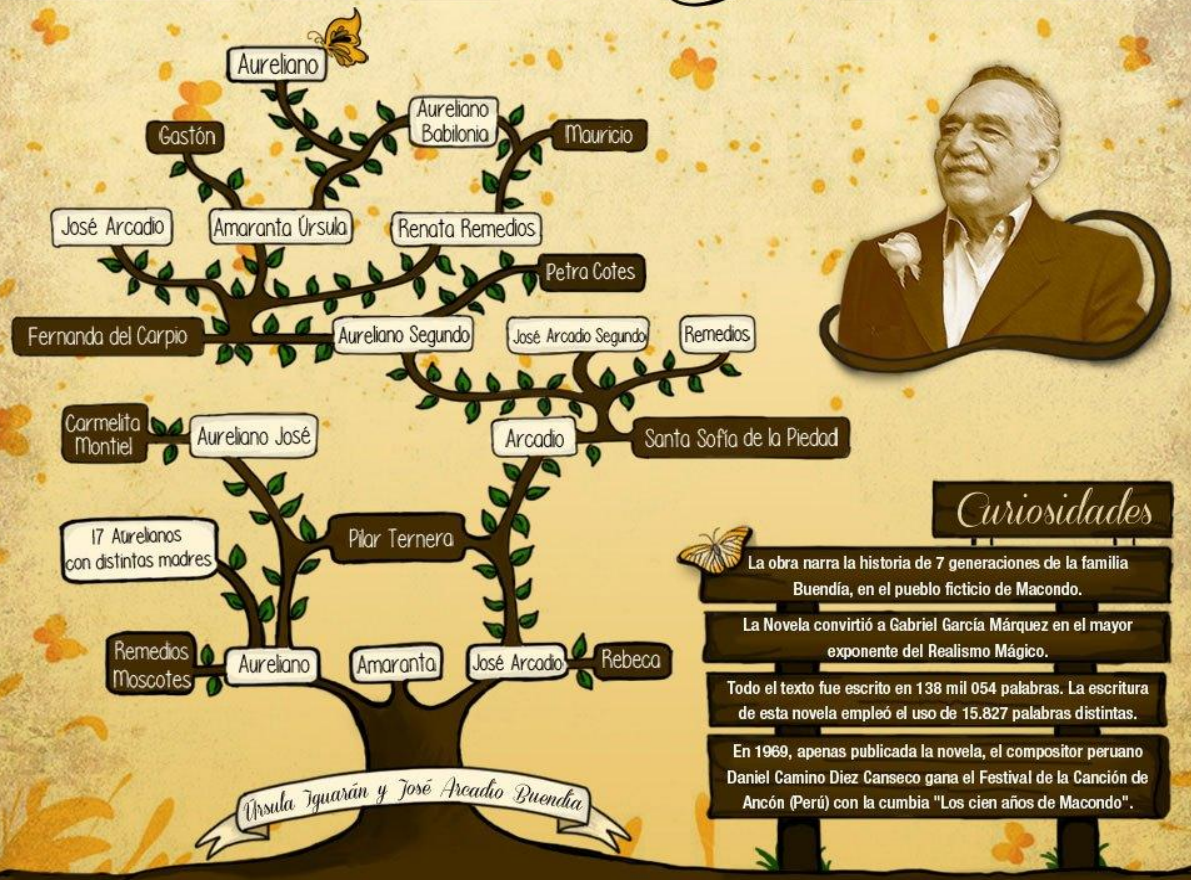 Aureliano
Aureliano
Babilonia
Gastón
Mauricio
José Arcadio
Amaranta Úrsula
Renata Remedios
Petra Cotes
Fernanda del Carpio
Aureliano Segundo
José Arcadio Segundo
Remedios
Carmelita
Montiel
Aureliano José
Arcadio
Santa Sofía de la Piedad
17 Aurelianos
con distintas madres
Pilar Ternera
Remedios
Moscotes
Aureliano
Amaranta
José Arcadio
Rebeca
Úrsula Iguarán y José Arcadio Buendía
Curiosidades
La obra narra la historia de 7 generaciones de la familia
Buendía, en el pueblo ficticio de Macondo.
La Novela convirtió a Gabriel García Márquez en el mayor
exponente del Realismo Mágico.
Todo el texto fue escrito en 138 mil 054 palabras. La escritura
de esta novela empleó el uso de 15.827 palabras distintas.
En 1969, apenas publicada la novela, el compositor peruano
Daniel Camino Diez Canseco gana el Festival de la Canción de
Ancón (Perú) con la cumbia "Los cien años de Macondo".